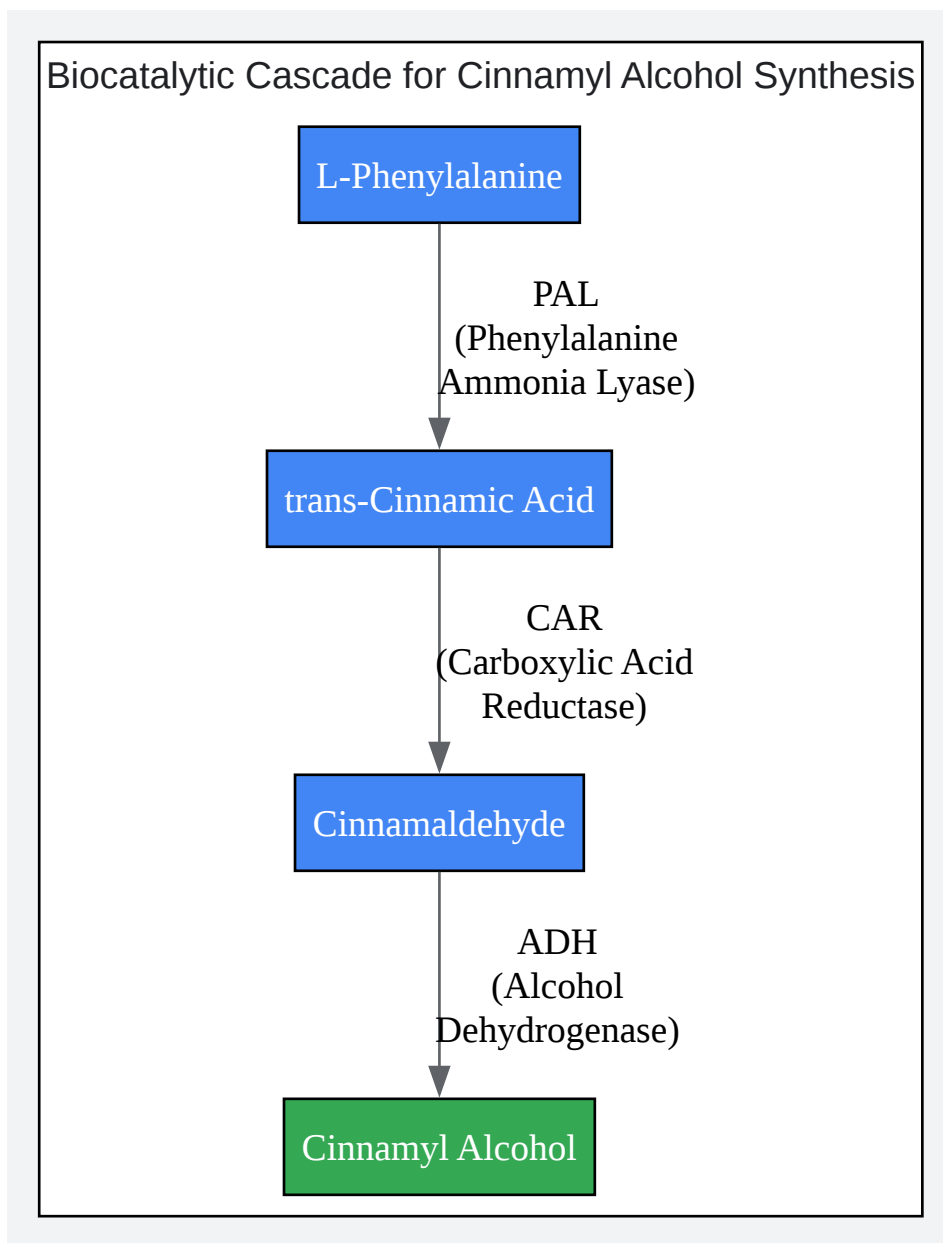 Biocatalytic Cascade for Cinnamyl Alcohol Synthesis
L-Phenylalanine
PAL
(Phenylalanine
Ammonia Lyase)
trans-Cinnamic Acid
CAR
(Carboxylic Acid
Reductase)
Cinnamaldehyde
ADH
(Alcohol
Dehydrogenase)
Cinnamyl Alcohol